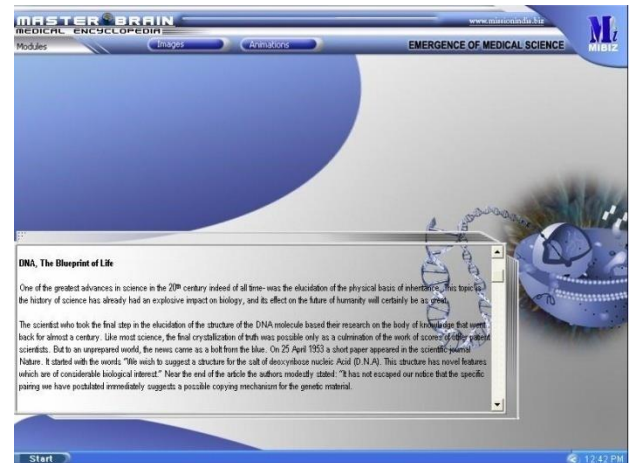 MASTER BRAIN
MEDICAL ENCYCLOPEDIA
www.missionindia.biz
Modules
Images
Animations
EMERGENCE OF MEDICAL SCIENCE
Mi
MIBIZ
DNA, The Blueprint of Life
One of the greatest advances in science in the 20th century indeed of all time- was the elucidation of the physical basis of inheritance. This topic is
the history of science has already had an explosive impact on biology, and its effect on the future of humanity will certainly be as great.
The scientist who took the final step in the elucidation of the structure of the DNA molecule based their research on the body of knowledge that went
back for almost a century. Like most science, the final crystallization of truth was possible only as a culmination of the work of scores of other patient
scientists. But to an unprepared world, the news came as a bolt from the blue. On 25 April 1953 a short paper appeared in the scientific journal
Nature. It started with the words "We wish to suggest a structure for the salt of deoxyribose nucleic Acid (D.N.A). This structure has novel features
which are of considerable biological interest." Near the end of the article the authors modestly stated: "It has not escaped our notice that the specific
pairing we have postulated immediately suggests a possible copying mechanism for the genetic material.
Start
12:42 PM